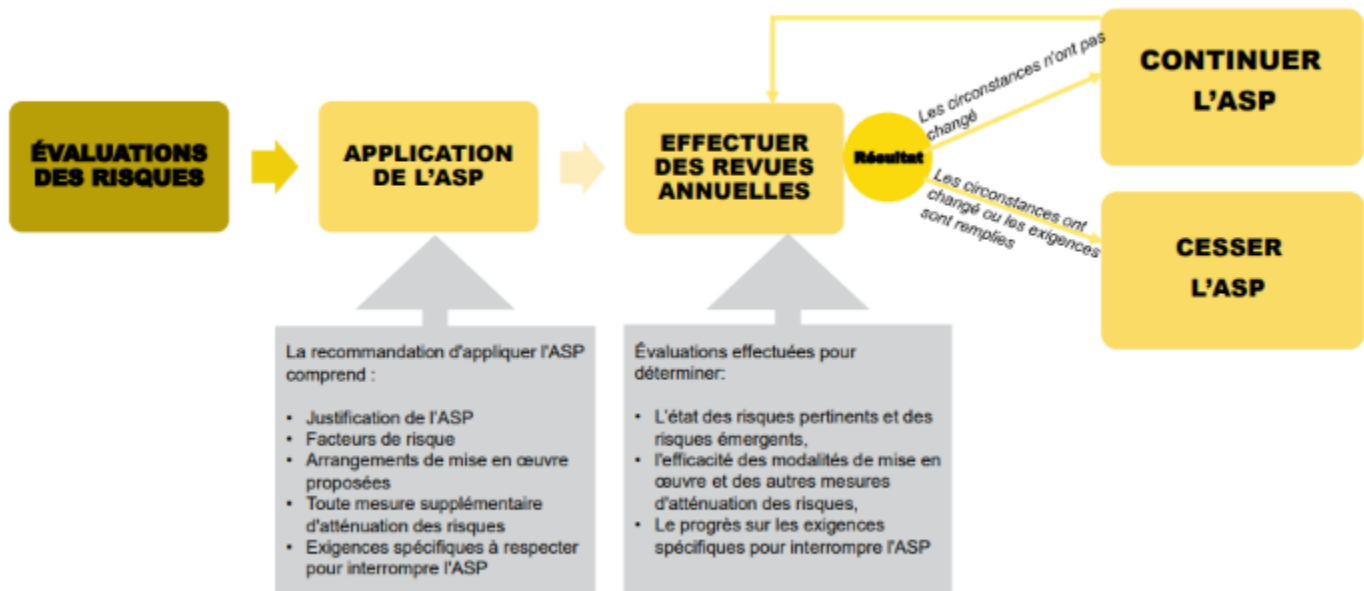 ÉVALUATIONS
DES RISQUES
APPLICATION
DE L'ASP
EFFECTUER
DES REVUES
ANNUELLES
Résultat
Les circonstances n'ont pas
changé
CONTINUER
L'ASP
Les circonstances ont
changé ou les exigences
sont remplies
CESSER
L'ASP
La recommandation d'appliquer l'ASP
comprend :
• Justification de l'ASP
• Facteurs de risque
• Arrangements de mise en œuvre
proposées
• Toute mesure supplémentaire
d'atténuation des risques
• Exigences spécifiques à respecter
pour interrompre l'ASP
Évaluations effectuées pour
déterminer:
• L'état des risques pertinents et des
risques émergents,
• l'efficacité des modalités de mise en
œuvre et des autres mesures
d'atténuation des risques,
• Le progrès sur les exigences
spécifiques pour interrompre l'ASP